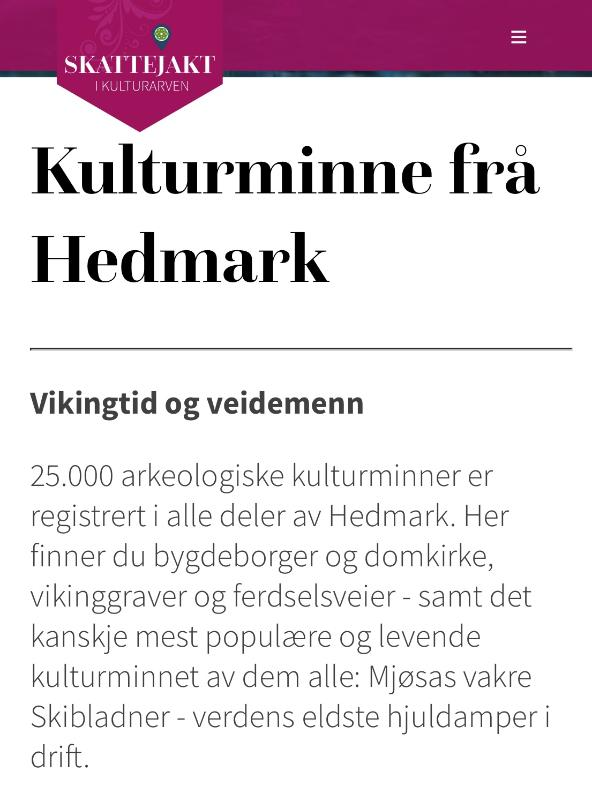 SKATTEJAKT
I KULTURARVEN
Kulturminne frå
Hedmark
Vikingtid og veidemenn
25.000 arkeologiske kulturminner er
registrert i alle deler av Hedmark. Her
finner du bygdeborger og domkirke,
vikinggraver og ferdselsveier - samt det
kanskje mest populære og levende
kulturminnet av dem alle: Mjøsas vakre
Skibladner - verdens eldste hjuldamper i
drift.